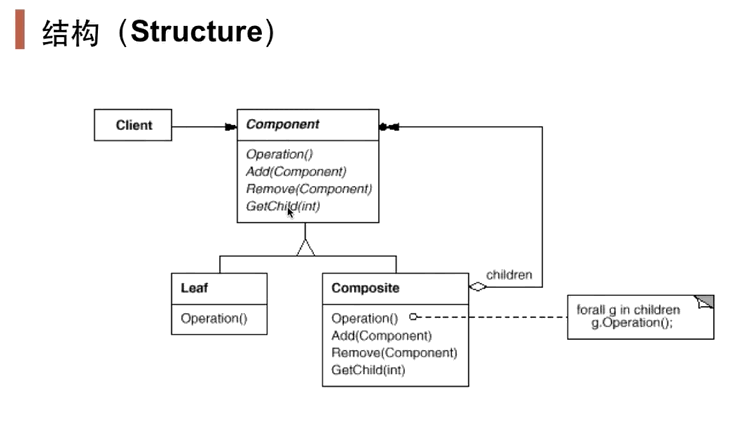 结构（Structure）
Client
Component
Operation()
Add(Component)
Remove(Component)
GetChild(int)
Leaf
Operation()
Composite
Operation()
Add(Component)
Remove(Component)
GetChild(int)
children
forall g in children
g.Operation();